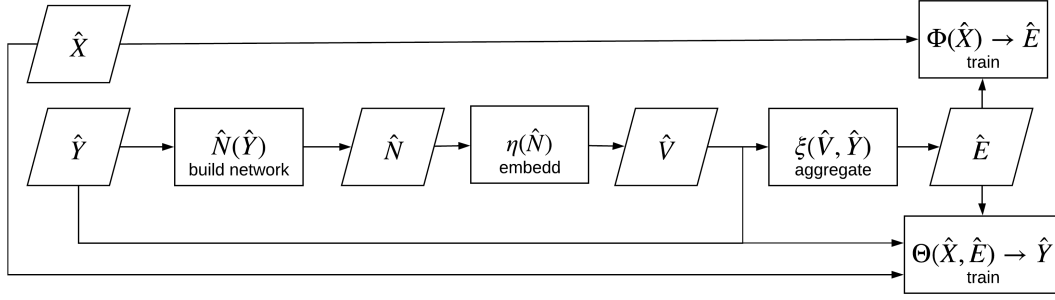 X̂
Φ(X̂) → Ê
train
Ŷ
N̂(Ŷ)
build network
N̂
η(N̂)
embedd
V̂
ξ(V̂, Ŷ)
aggregate
Ê
Θ(X̂, Ê) → Ŷ
train